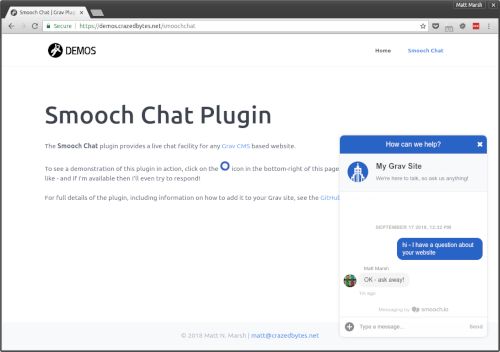 Matt Marsh
Smooch Chat | Grav Plug
Secure | https://demos.crazedbytes.net/smoochchat
DEMOS
Home Smooch Chat
Smooch Chat Plugin
The Smooch Chat plugin provides a live chat facility for any Grav CMS based website.
To see a demonstration of this plugin in action, click on the icon in the bottom-right of this page
like - and if I'm available then I'll even try to respond!
For full details of the plugin, including information on how to add it to your Grav site, see the GitHub
How can we help?
My Grav Site
We're here to talk, so ask us anything!
SEPTEMBER 17 2018, 12:32 PM
hi - I have a question about
your website
Matt Marsh
OK - ask away!
1m ago
Messaging by smooch.io
Type a message... Send
© 2018 Matt N. Marsh | matt@crazedbytes.net